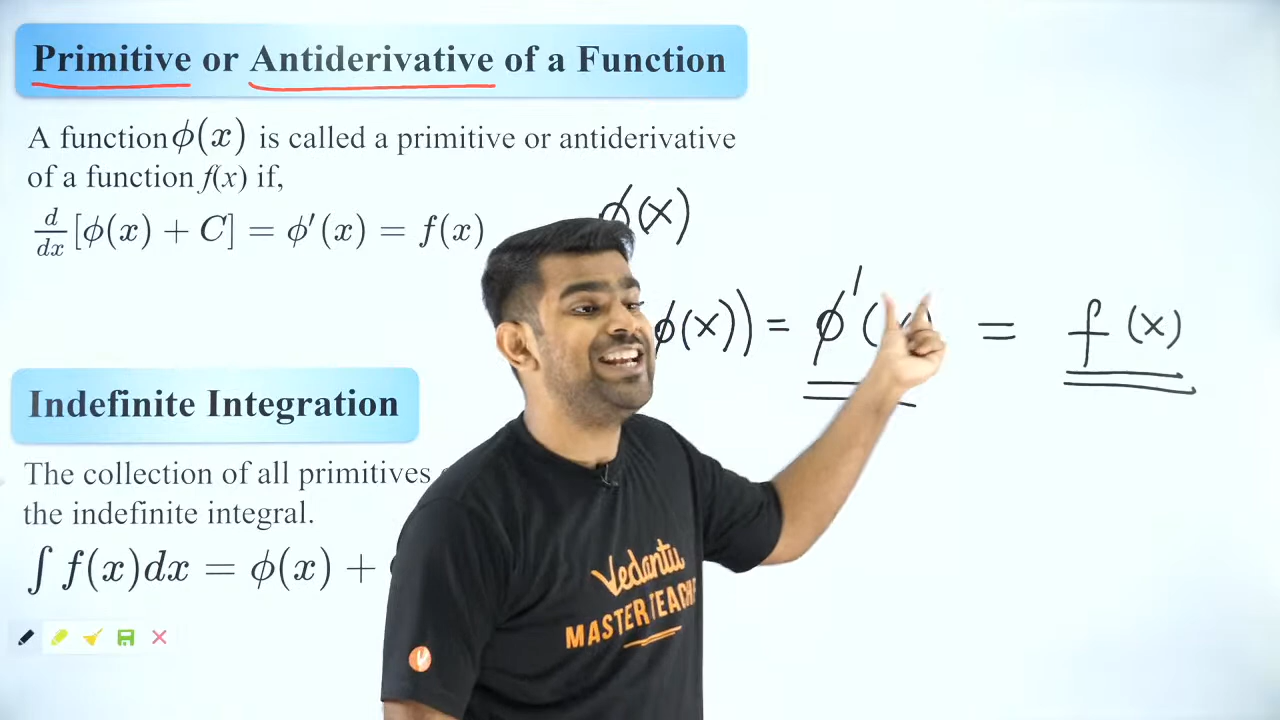 Primitive or Antiderivative of a Function
A function ϕ(x) is called a primitive or antiderivative
of a function f(x) if,
d/dx [ϕ(x) + C] = ϕ′(x) = f(x)
ϕ(x)
ϕ(x)) = ϕ′(x) = f(x)
Indefinite Integration
The collection of all primitives
the indefinite integral.
∫ f(x)dx = ϕ(x) +
Vedantu
MASTER TEACHE